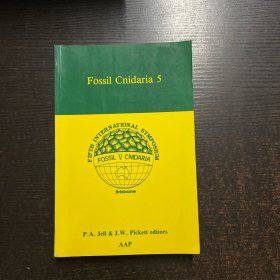 Fossil Cnidaria 5
FIFTH INTERNATIONAL SYMPOSIUM
FOSSIL V CNIDARIA
Brisbane
P.A. Jell & J.W. Pickett editors
AAP